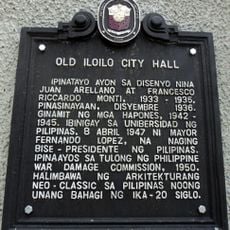 OLD ILOILO CITY HALL
IPINATAYO AYON SA DISENYO NINA
JUAN ARELLANO AT FRANCESCO
RICCARDO MONTI, 1933 - 1935.
PINASINAYAAN, DISYEMBRE 1936.
GINAMIT NG MGA HAPONES, 1942 -
1945. IBINIGAY SA UNIBERSIDAD NG
PILIPINAS, 8 ABRIL 1947 NI MAYOR
FERNANDO LOPEZ, NA NAGING
BISE - PRESIDENTE NG PILIPINAS.
IPINAAYOS SA TULONG NG PHILIPPINE
WAR DAMAGE COMMISSION, 1950.
HALIMBAWA NG ARKITEKTURANG
NEO - CLASSIC SA PILIPINAS NOONG
UNANG BAHAGI NG IKA - 20 SIGLO.